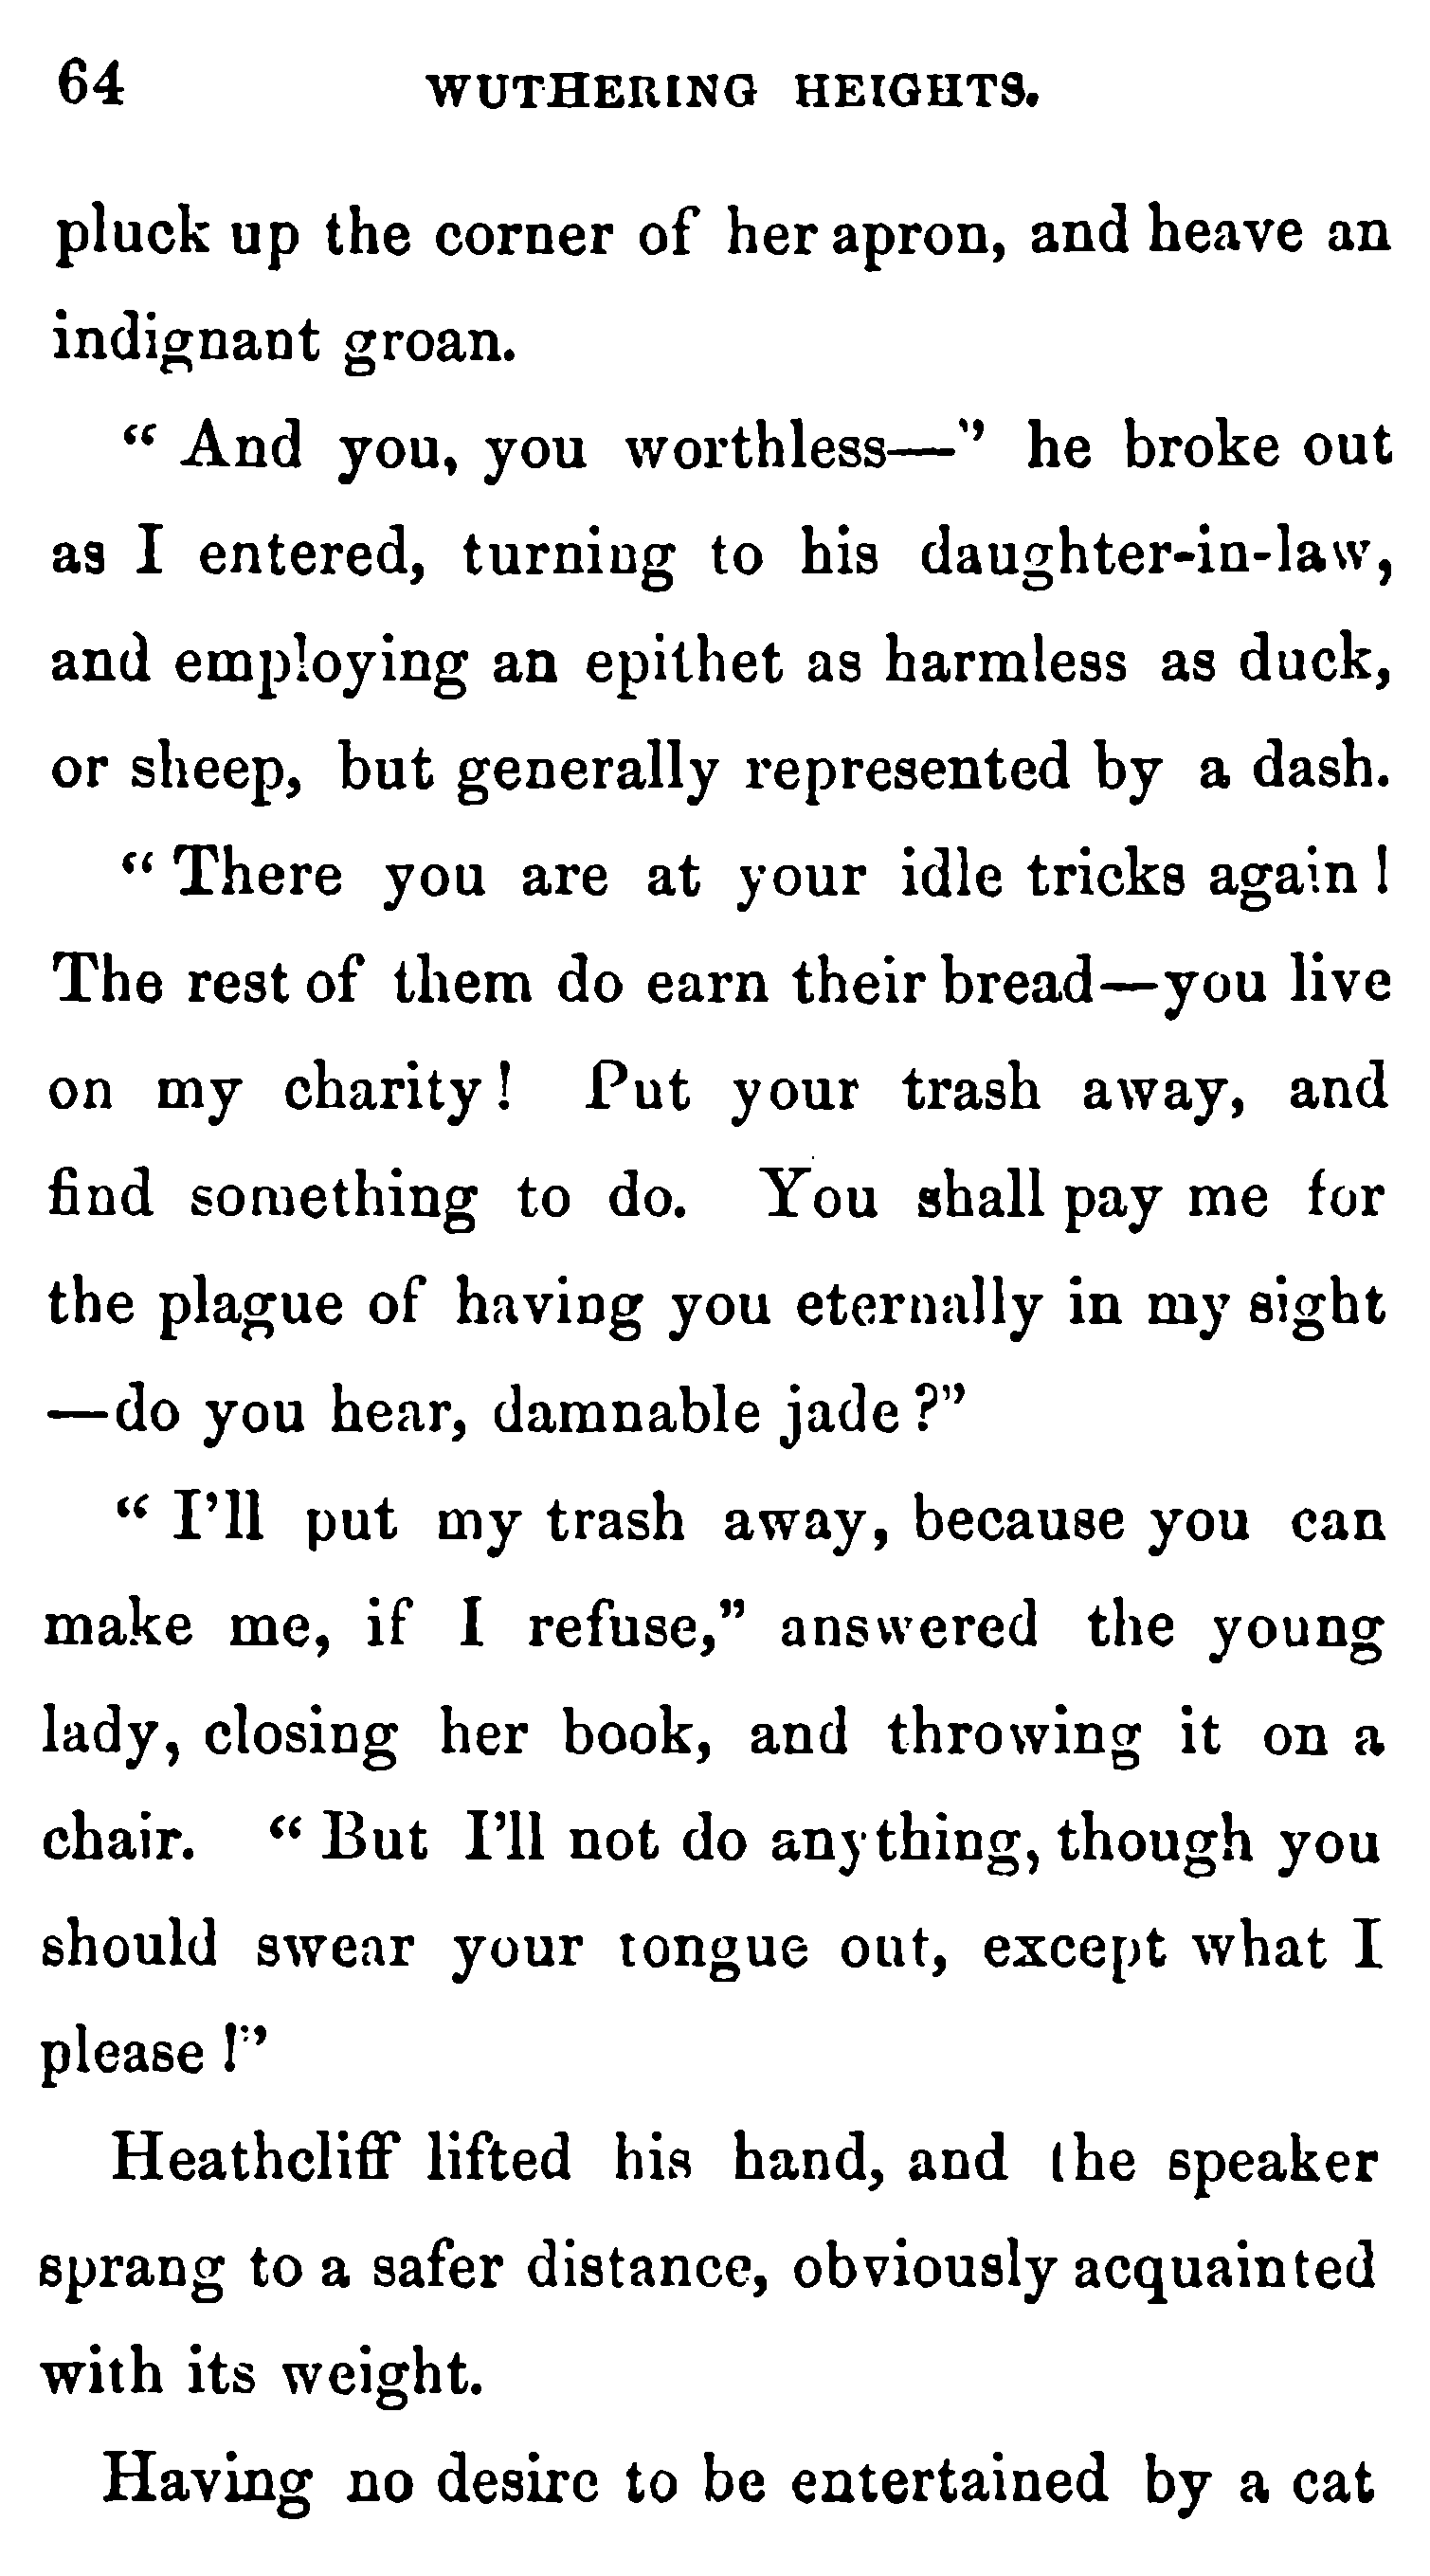 64 WUTHERING HEIGHTS.
pluck up the corner of her apron, and heave an
indignant groan.
" And you, you worthless—" he broke out
as I entered, turning to his daughter-in-law,
and employing an epithet as harmless as duck,
or sheep, but generally represented by a dash.
" There you are at your idle tricks again !
The rest of them do earn their bread—you live
on my charity! Put your trash away, and
find something to do. You shall pay me for
the plague of having you eternally in my sight
—do you hear, damnable jade ?"
" I'll put my trash away, because you can
make me, if I refuse," answered the young
lady, closing her book, and throwing it on a
chair. " But I'll not do anything, though you
should swear your tongue out, except what I
please !"
Heathcliff lifted his hand, and the speaker
sprang to a safer distance, obviously acquainted
with its weight.
Having no desire to be entertained by a cat